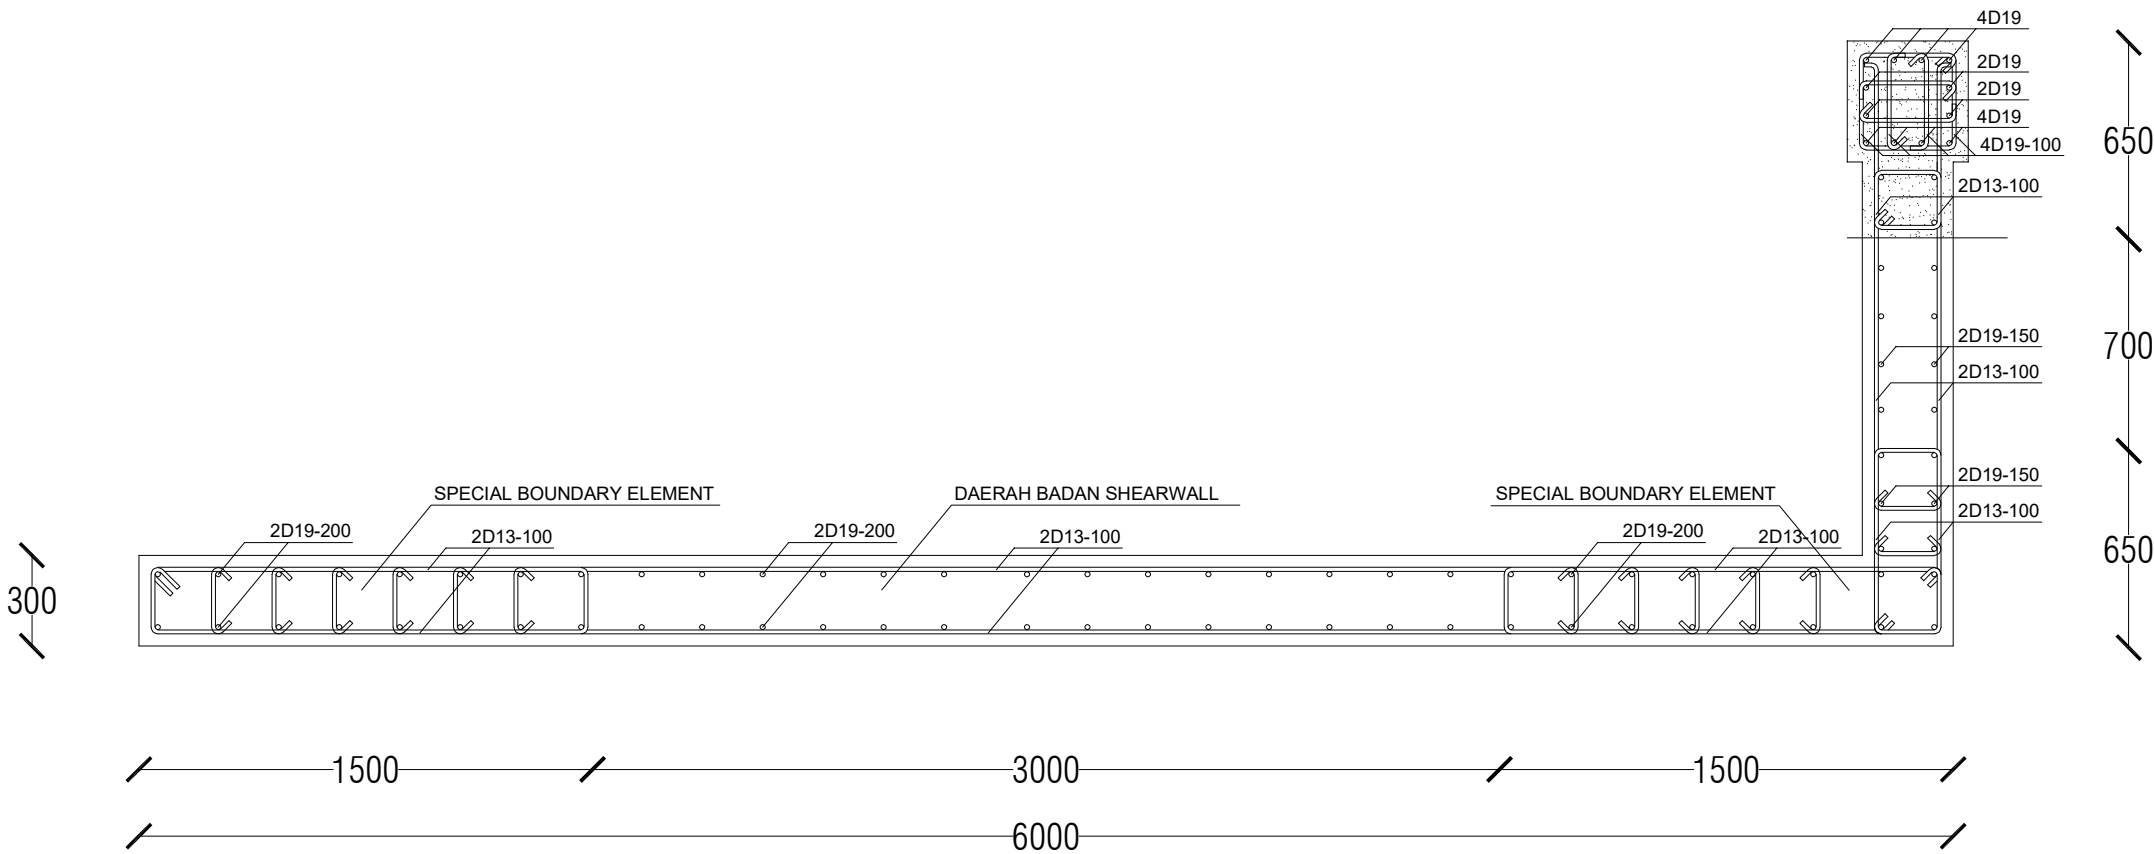 4D19
2D19
2D19
4D19
4D19-100
650
2D13-100
2D19-150
700
2D13-100
2D19-150
SPECIAL BOUNDARY ELEMENT
DAERAH BADAN SHEARWALL
SPECIAL BOUNDARY ELEMENT
2D13-100
2D19-200
2D13-100
2D19-200
2D13-100
2D19-200
2D13-100
650
300
1500
3000
1500
6000